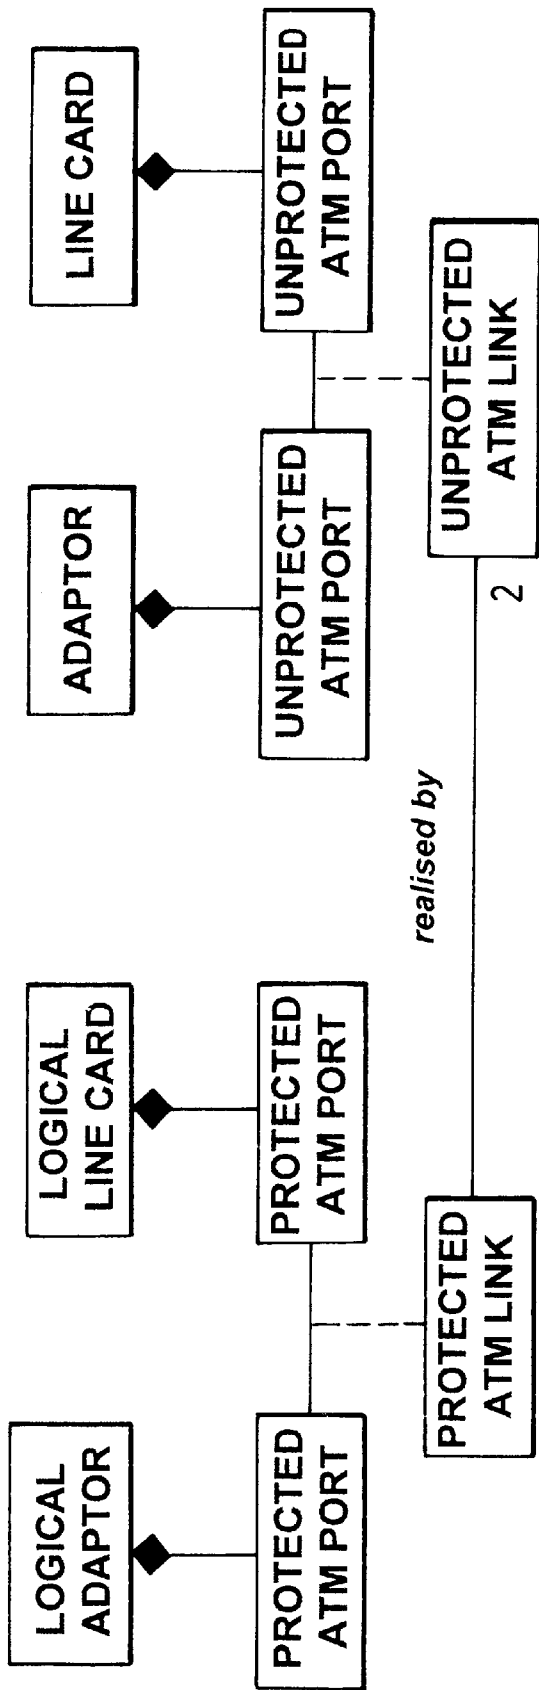 LOGICAL
ADAPTOR
LOGICAL
LINE CARD
ADAPTOR
LINE CARD
PROTECTED
ATM PORT
PROTECTED
ATM PORT
UNPROTECTED
ATM PORT
UNPROTECTED
ATM PORT
realised by
PROTECTED
ATM LINK
2
UNPROTECTED
ATM LINK